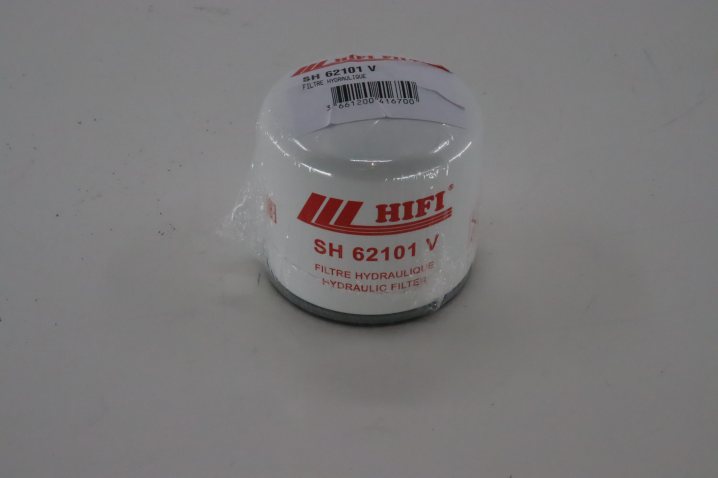 HIFI FILTER
SH 62101 V
FILTRE HYDRAULIQUE
3 661200 416700
HIFI®
SH 62101 V
FILTRE HYDRAULIQUE
HYDRAULIC FILTER